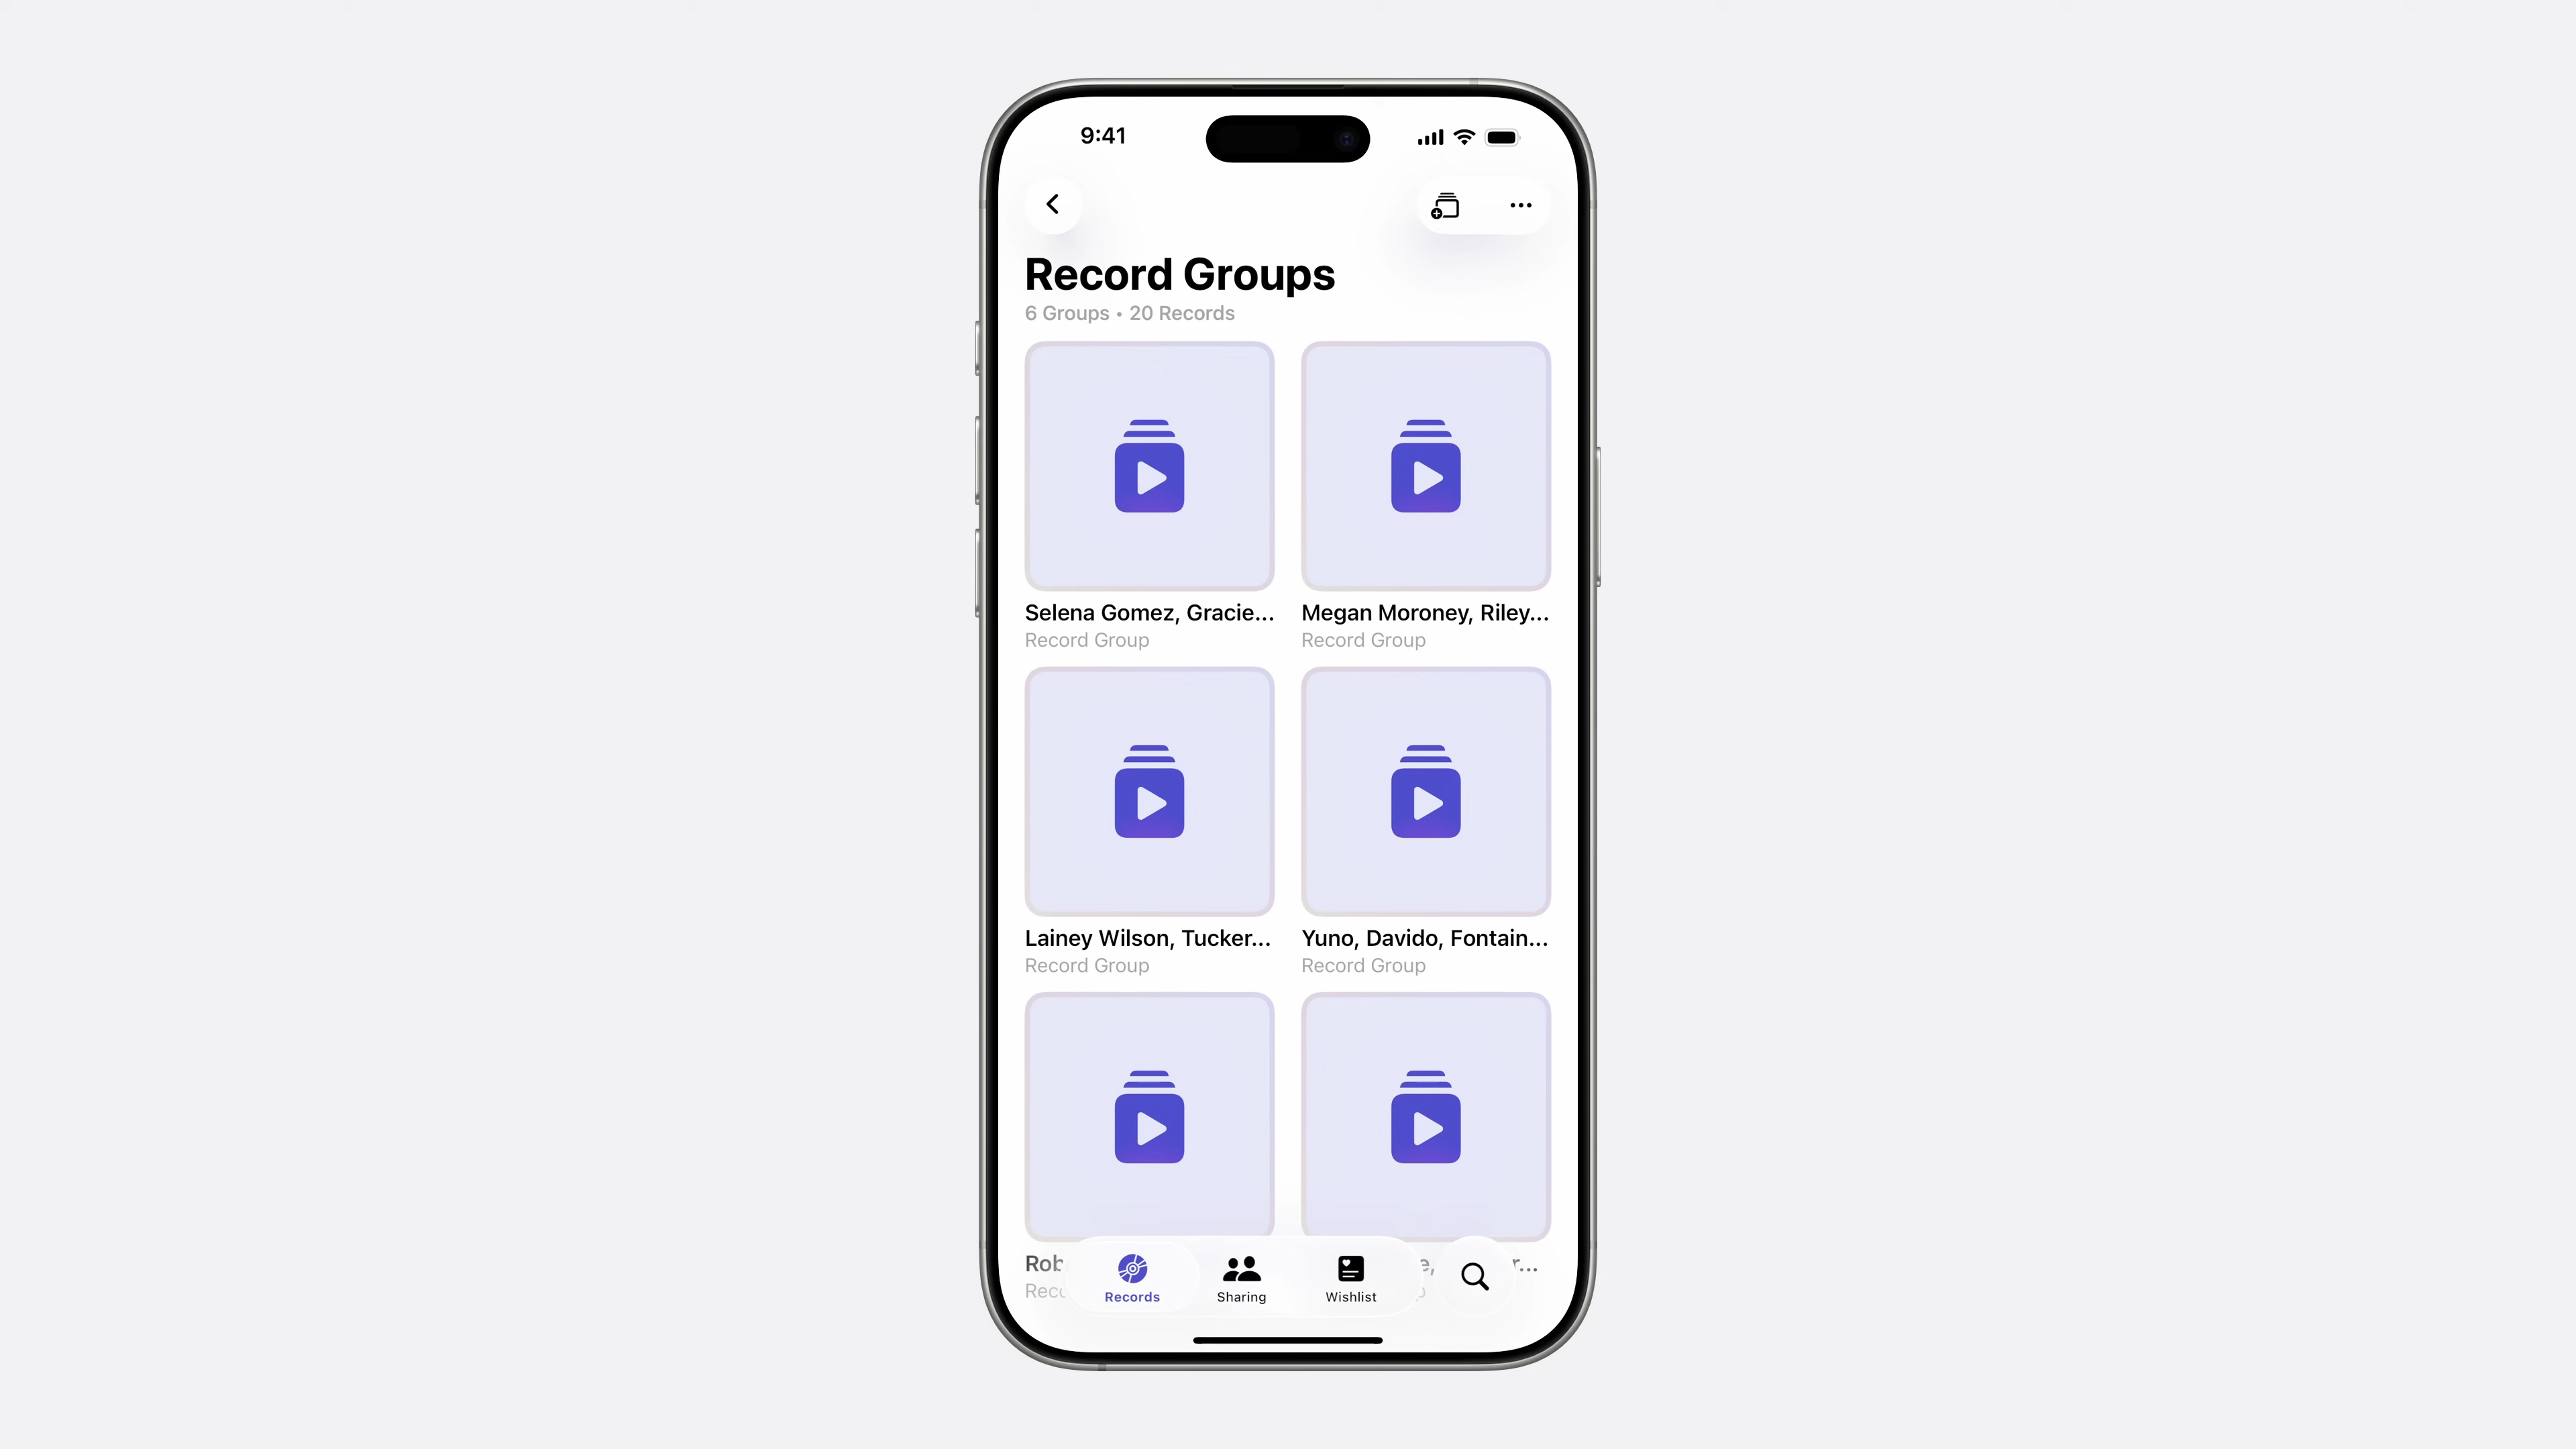 9:41
Record Groups
6 Groups • 20 Records
Selena Gomez, Gracie...
Megan Moroney, Riley...
Record Group
Record Group
Lainey Wilson, Tucker...
Yuno, Davido, Fontain...
Record Group
Record Group
Records
Sharing
Wishlist